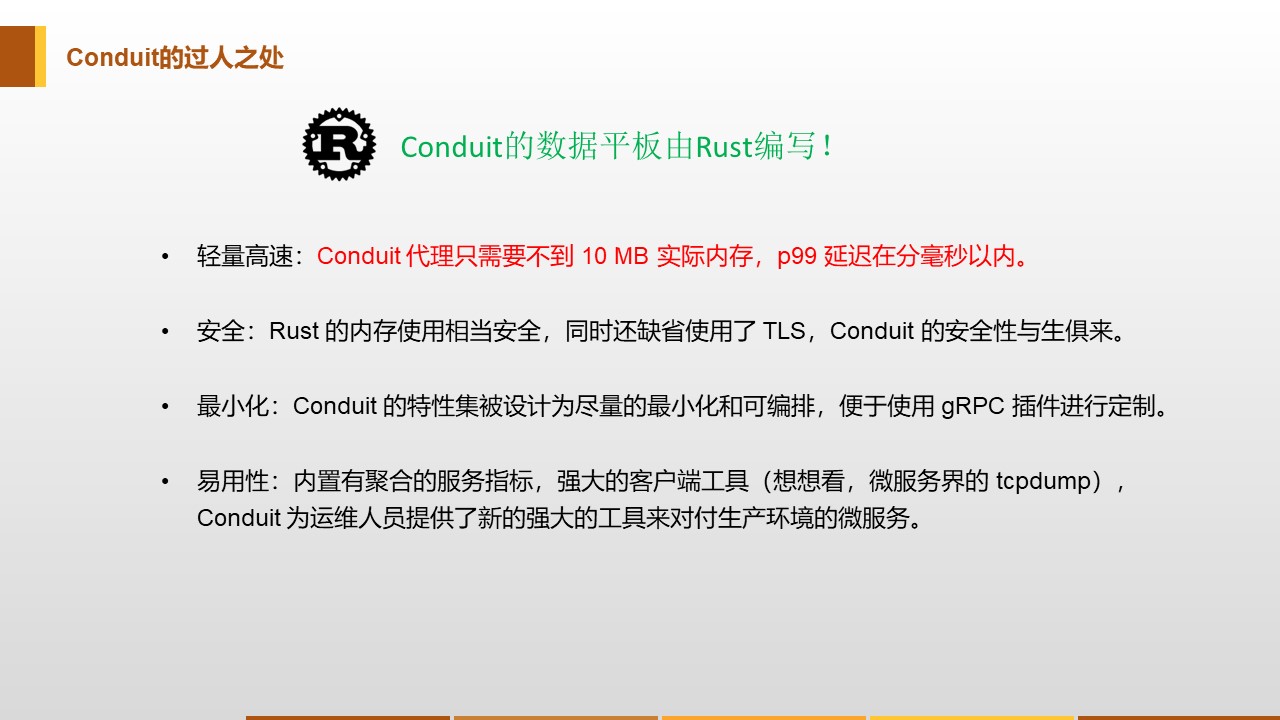 Conduit的过人之处
R
Conduit的数据平板由Rust编写！
• 轻量高速：Conduit 代理只需要不到 10 MB 实际内存，p99 延迟在分毫秒以内。
• 安全：Rust 的内存使用相当安全，同时还缺省使用了 TLS，Conduit 的安全性与生俱来。
• 最小化：Conduit 的特性集被设计为尽量的最小化和可编排，便于使用 gRPC 插件进行定制。
• 易用性：内置有聚合的服务指标，强大的客户端工具（想想看，微服务界的 tcpdump），
Conduit 为运维人员提供了新的强大的工具来对付生产环境的微服务。